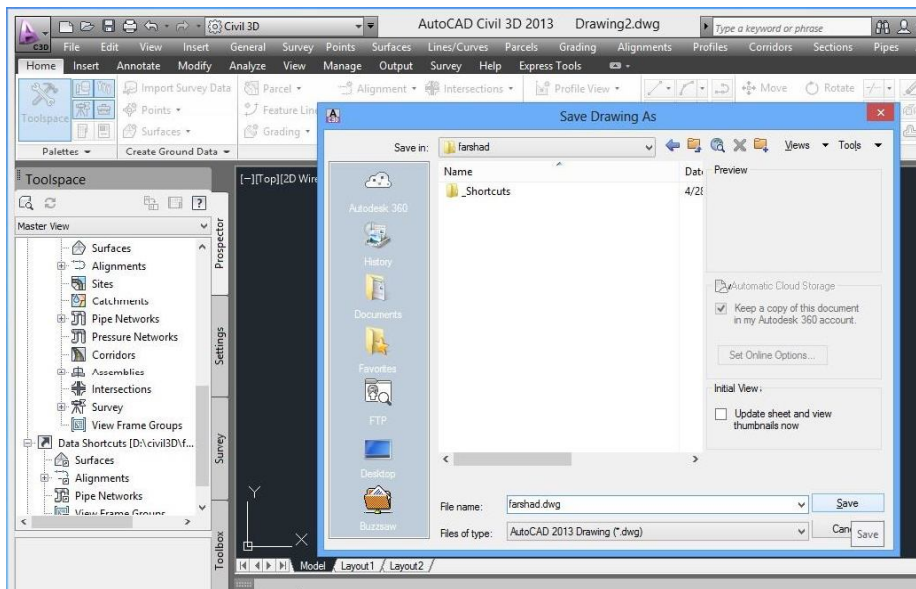 Civil 3D AutoCAD Civil 3D 2013 Drawing2.dwg Type a keyword or phrase
C3D File Edit View Insert General Survey Points Surfaces Lines/Curves Parcels Grading Alignments Profiles Corridors Sections Pipes
Home Insert Annotate Modify Analyze View Manage Output Survey Help Express Tools
Toolspace
Import Survey Data
Points
Surfaces
Parcel
Feature Line
Grading
Alignment
Intersections
Profile View
Move
Rotate
Palettes
Create Ground Data
Toolspace
Master View
Surfaces
Alignments
Sites
Catchments
Pipe Networks
Pressure Networks
Corridors
Assemblies
Intersections
Survey
View Frame Groups
Data Shortcuts [D:\civil3D\f...
Surfaces
Alignments
Pipe Networks
View Frame Groups
Prospector
Settings
Survey
Toolbox
[-][Top][2D Wire
Y
X
Model Layout1 Layout2
Save Drawing As
Save in: farshad
Views Tools
Autodesk 360
History
Documents
Favorites
FTP
Desktop
Buzzsaw
Name
Date
_Shortcuts
4/28
Preview
Automatic Cloud Storage
Keep a copy of this document
in my Autodesk 360 account.
Set Online Options...
Initial View:
Update sheet and view
thumbnails now
File name: farshad.dwg
Save
Files of type: AutoCAD 2013 Drawing (*.dwg)
Can
Save